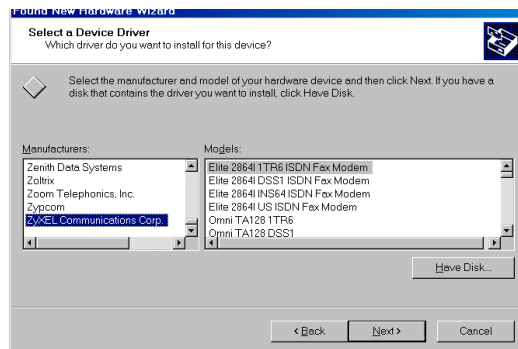 Found New Hardware Wizard
Select a Device Driver
Which driver do you want to install for this device?
Select the manufacturer and model of your hardware device and then click Next. If you have a
disk that contains the driver you want to install, click Have Disk.
Manufacturers:
Zenith Data Systems
Zoltrix
Zoom Telephonics, Inc.
Zypcom
ZyXEL Communications Corp.
Models:
Elite 2864I 1TR6 ISDN Fax Modem
Elite 2864I DSS1 ISDN Fax Modem
Elite 2864I INS64 ISDN Fax Modem
Elite 2864I US ISDN Fax Modem
Omni TA128 1TR6
Omni TA128 DSS1
Have Disk...
< Back
Next >
Cancel